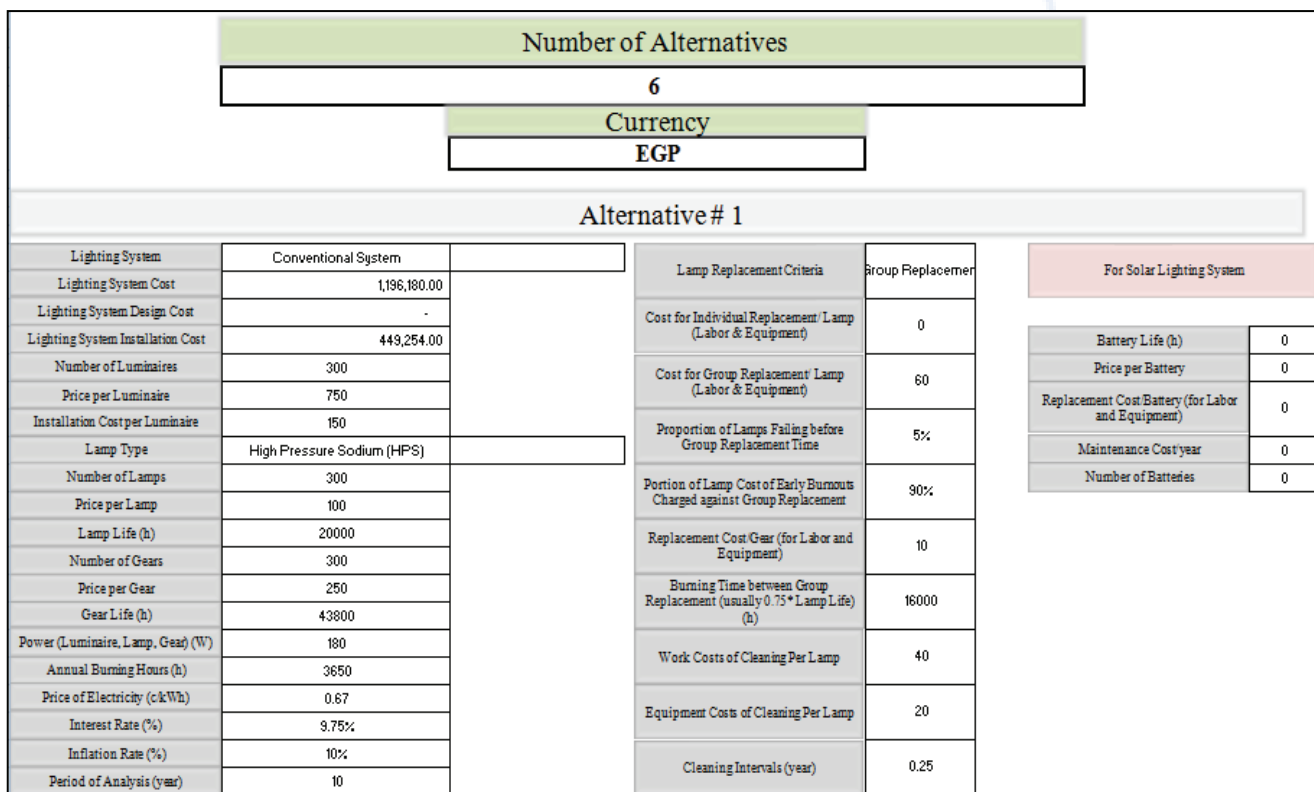 Number of Alternatives
6
Currency
EGP
Alternative # 1
Lighting System
Conventional System
Lighting System Cost
1,196,180.00
Lighting System Design Cost
-
Lighting System Installation Cost
449,254.00
Number of Luminaires
300
Price per Luminaire
750
Installation Cost per Luminaire
150
Lamp Type
High Pressure Sodium (HPS)
Number of Lamps
300
Price per Lamp
100
Lamp Life (h)
20000
Number of Gears
300
Price per Gear
250
Gear Life (h)
43800
Power (Luminaire, Lamp, Gear) (W)
180
Annual Burning Hours (h)
3650
Price of Electricity (c/kWh)
0.67
Interest Rate (%)
9.75%
Inflation Rate (%)
10%
Period of Analysis (year)
10
Lamp Replacement Criteria
Group Replacemen
Cost for Individual Replacement/ Lamp
(Labor & Equipment)
0
Cost for Group Replacement/ Lamp
(Labor & Equipment)
60
Proportion of Lamps Failing before
Group Replacement Time
5%
Portion of Lamp Cost of Early Burnouts
Charged against Group Replacement
90%
Replacement Cost/Gear (for Labor and
Equipment)
10
Burning Time between Group
Replacement (usually 0.75* Lamp Life)
(h)
16000
Work Costs of Cleaning Per Lamp
40
Equipment Costs of Cleaning Per Lamp
20
Cleaning Intervals (year)
0.25
For Solar Lighting System
Battery Life (h)
0
Price per Battery
0
Replacement Cost/Battery (for Labor
and Equipment)
0
Maintenance Cost/year
0
Number of Batteries
0